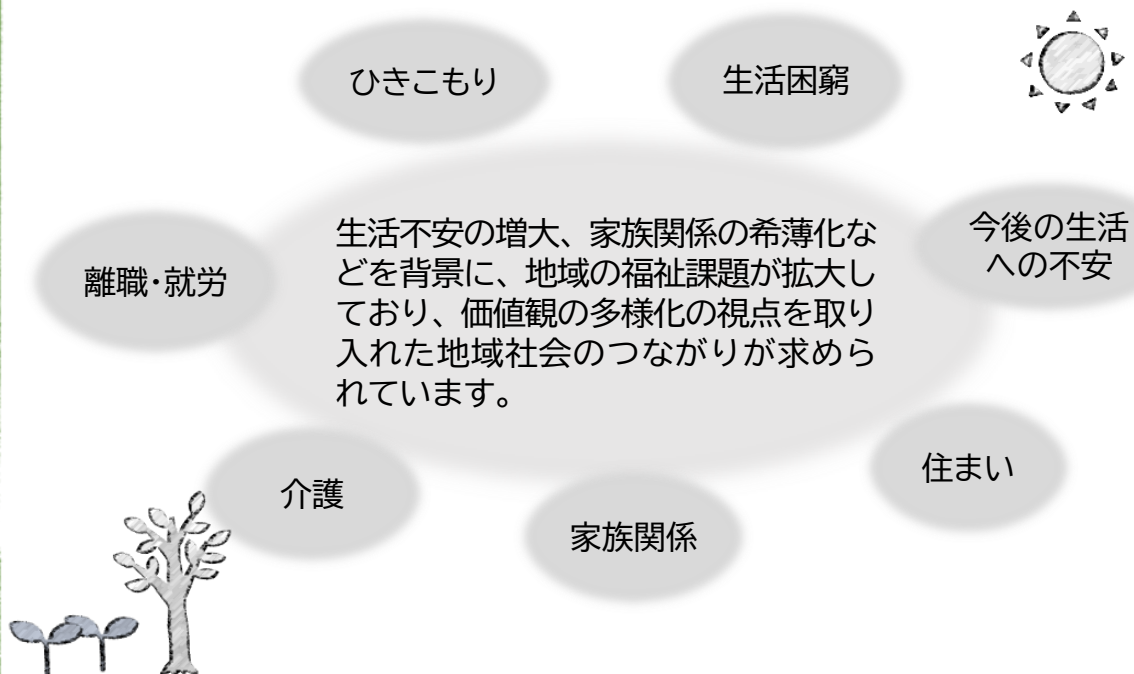 ひきこもり
生活困窮
離職・就労
生活不安の増大、家族関係の希薄化な
どを背景に、地域の福祉課題が拡大し
ており、価値観の多様化の視点を取り
入れた地域社会のつながりが求めら
れています。
今後の生活
への不安
介護
家族関係
住まい